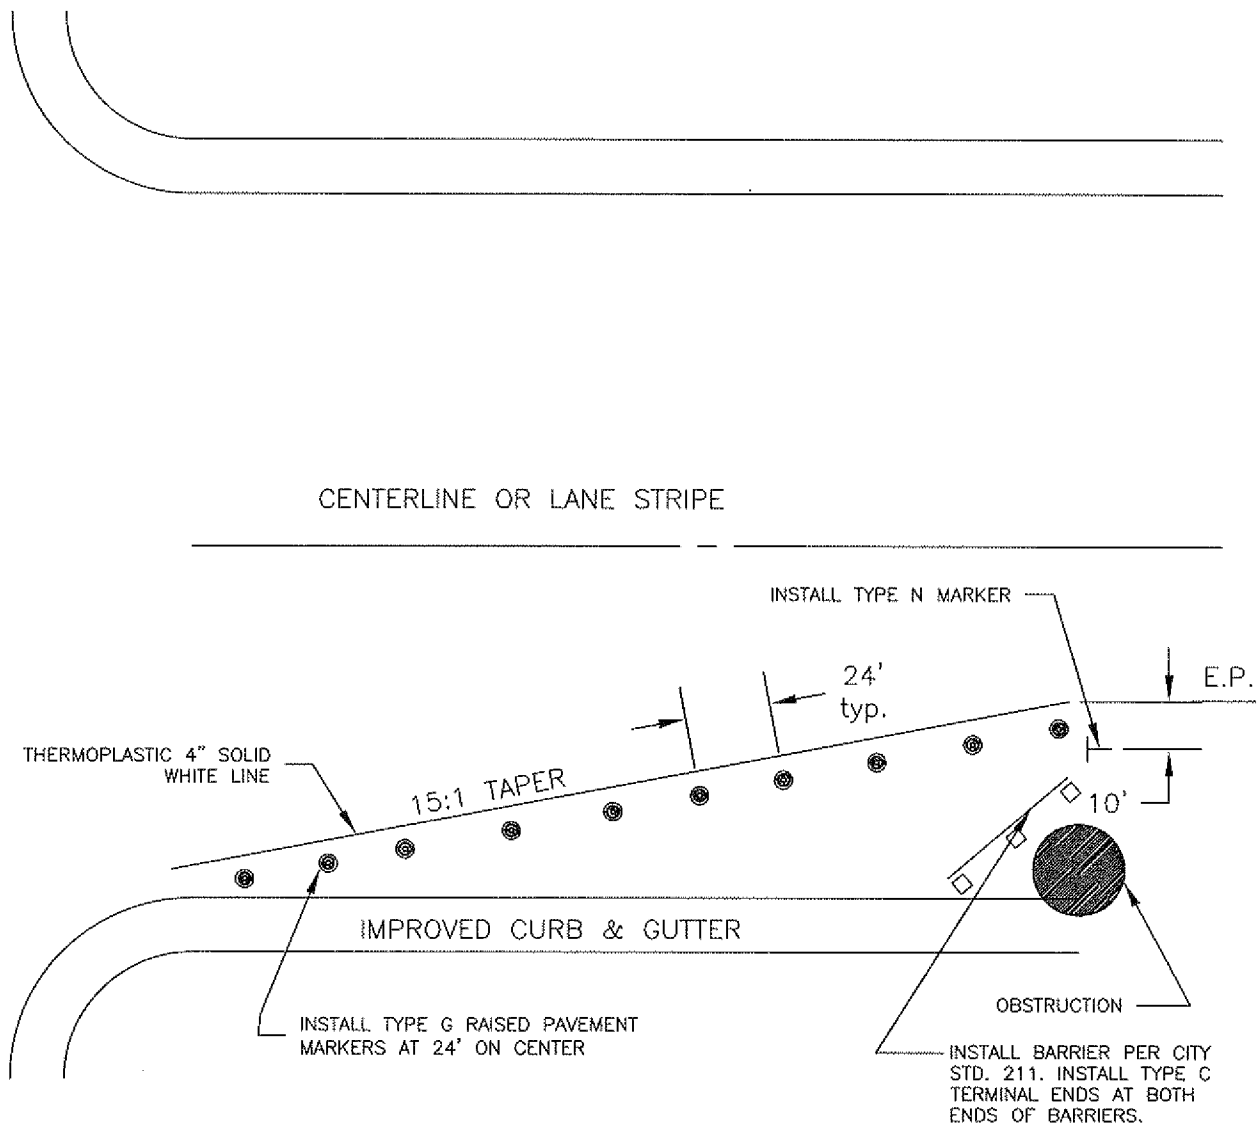 CENTERLINE OR LANE STRIPE
INSTALL TYPE N MARKER
24'
typ.
E.P.
THERMOPLASTIC 4" SOLID
WHITE LINE
15:1 TAPER
10'
IMPROVED CURB & GUTTER
OBSTRUCTION
INSTALL TYPE G RAISED PAVEMENT
MARKERS AT 24' ON CENTER
INSTALL BARRIER PER CITY
STD. 211. INSTALL TYPE C
TERMINAL ENDS AT BOTH
ENDS OF BARRIERS.